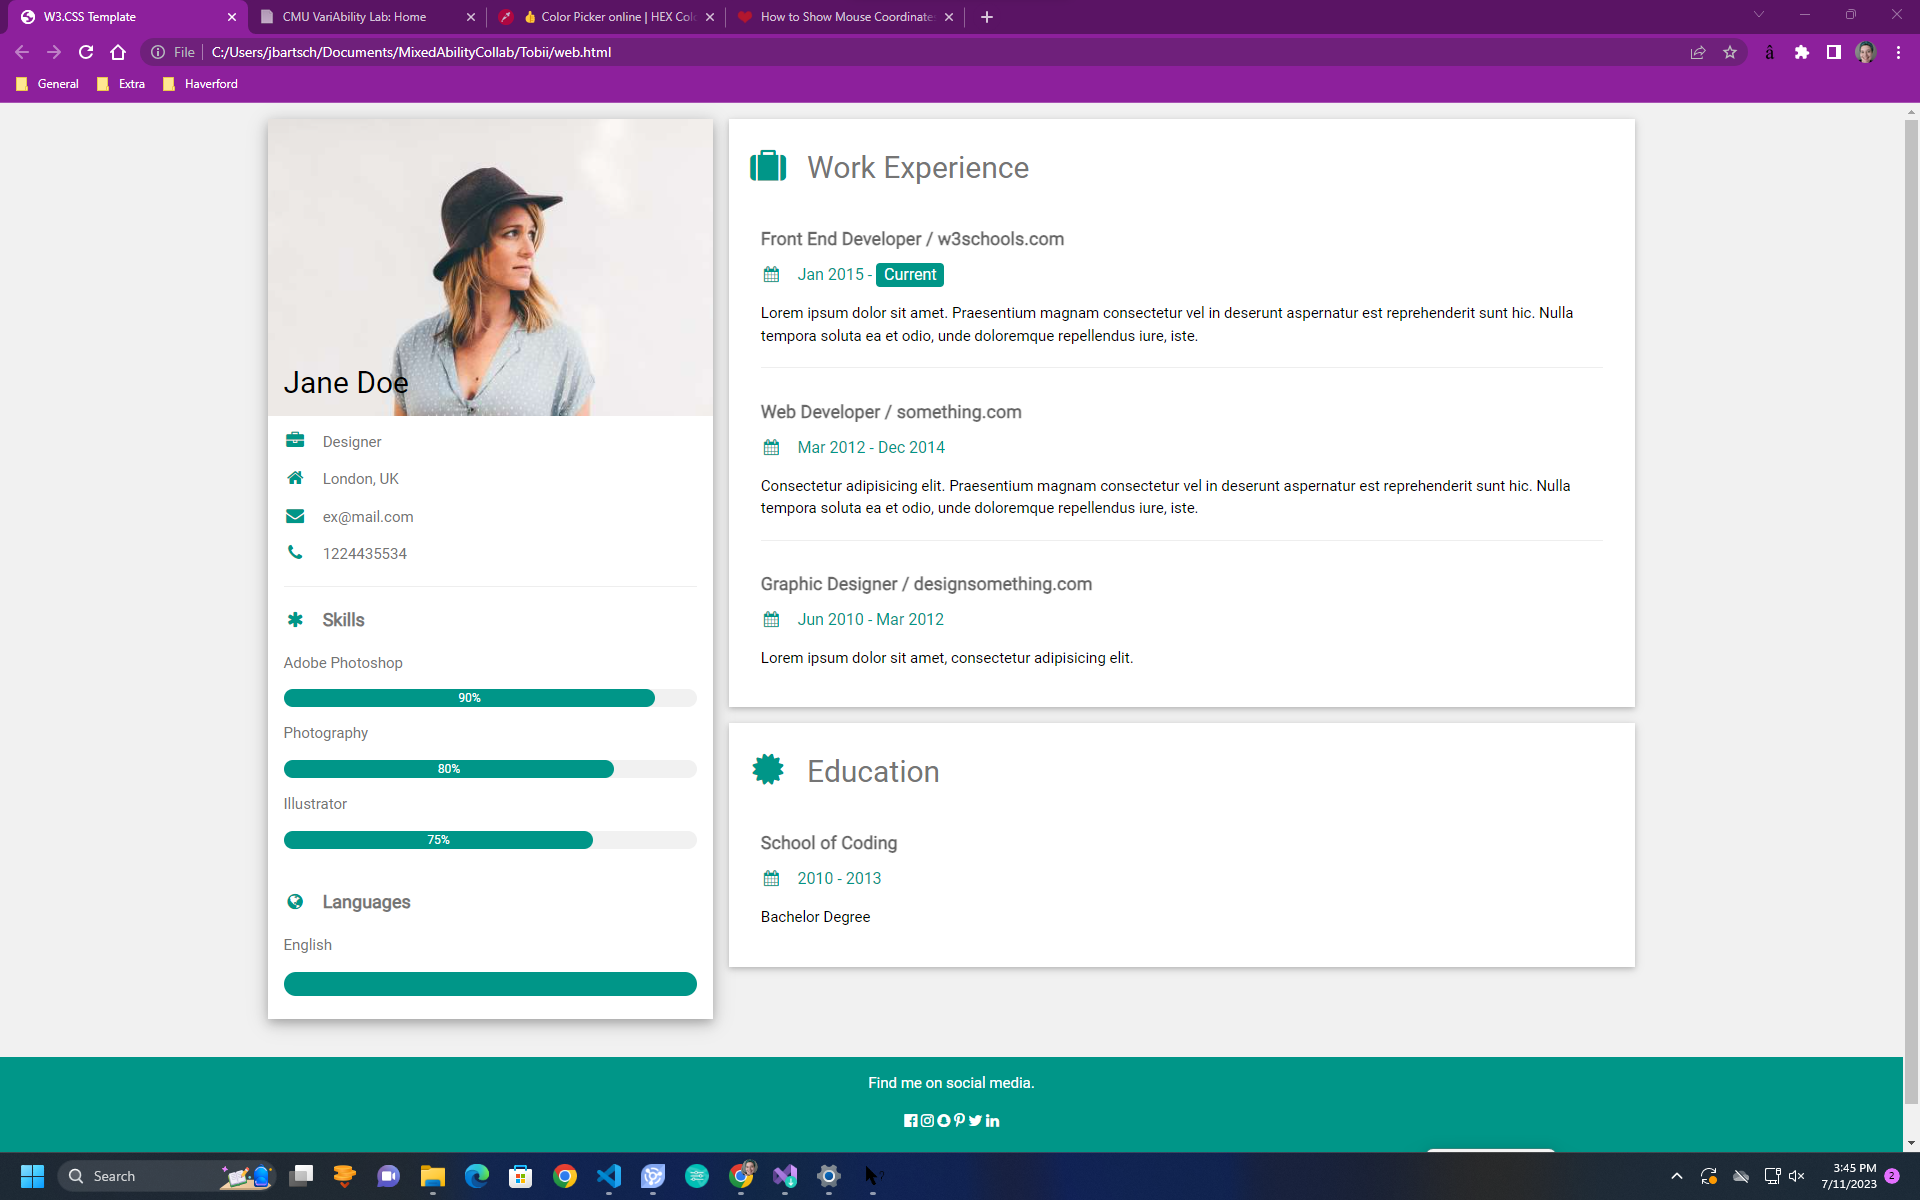 W3.CSS Template
CMU VariAbility Lab: Home
Color Picker online | HEX Col
How to Show Mouse Coordinate
File
C:/Users/jbartsch/Documents/MixedAbilityCollab/Tobii/web.html
â
General
Extra
Haverford
Jane Doe
Designer
London, UK
ex@mail.com
1224435534
Skills
Adobe Photoshop
90%
Photography
80%
Illustrator
75%
Languages
English
Work Experience
Front End Developer / w3schools.com
Jan 2015 - Current
Lorem ipsum dolor sit amet. Praesentium magnam consectetur vel in deserunt aspernatur est reprehenderit sunt hic. Nulla
tempora soluta ea et odio, unde doloremque repellendus iure, iste.
Web Developer / something.com
Mar 2012 - Dec 2014
Consectetur adipisicing elit. Praesentium magnam consectetur vel in deserunt aspernatur est reprehenderit sunt hic. Nulla
tempora soluta ea et odio, unde doloremque repellendus iure, iste.
Graphic Designer / designsomething.com
Jun 2010 - Mar 2012
Lorem ipsum dolor sit amet, consectetur adipisicing elit.
Education
School of Coding
2010 - 2013
Bachelor Degree
Find me on social media.
Search
3:45 PM
7/11/2023
2